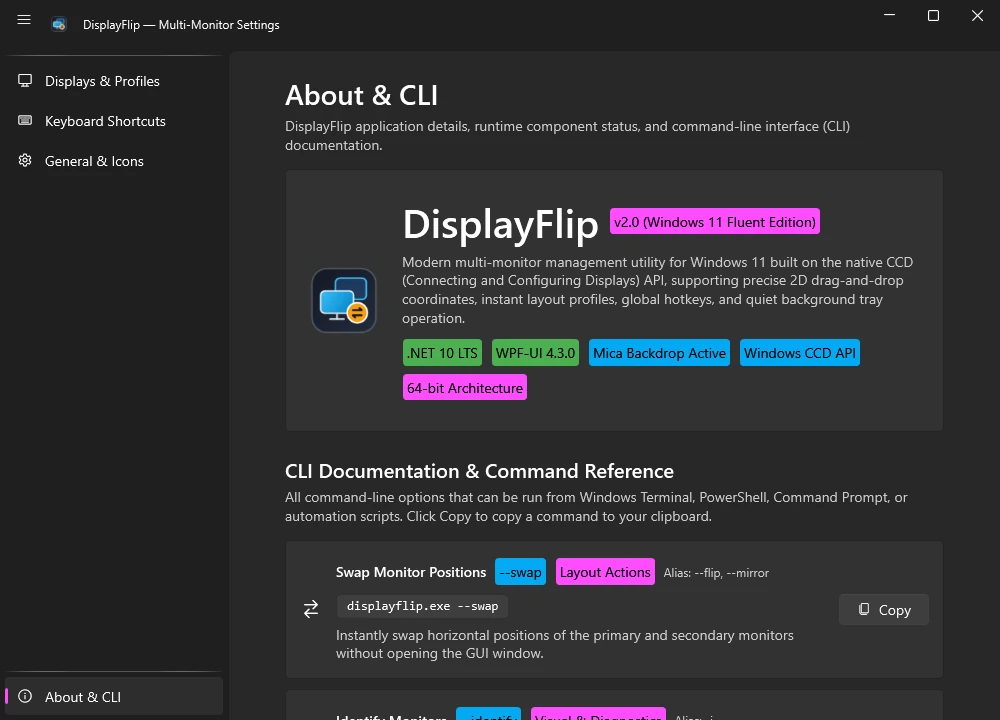 DisplayFlip — Multi-Monitor Settings
Displays & Profiles
Keyboard Shortcuts
General & Icons
About & CLI
About & CLI
DisplayFlip application details, runtime component status, and command-line interface (CLI)
documentation.
DisplayFlip v2.0 (Windows 11 Fluent Edition)
Modern multi-monitor management utility for Windows 11 built on the native CCD
(Connecting and Configuring Displays) API, supporting precise 2D drag-and-drop
coordinates, instant layout profiles, global hotkeys, and quiet background tray
operation.
.NET 10 LTS WPF-UI 4.3.0 Mica Backdrop Active Windows CCD API
64-bit Architecture
CLI Documentation & Command Reference
All command-line options that can be run from Windows Terminal, PowerShell, Command Prompt, or
automation scripts. Click Copy to copy a command to your clipboard.
Swap Monitor Positions --swap Layout Actions Alias: --flip, --mirror
displayflip.exe --swap
Copy
Instantly swap horizontal positions of the primary and secondary monitors
without opening the GUI window.
Identify Monitors --identify Visual & Diagnostics Alias: -i